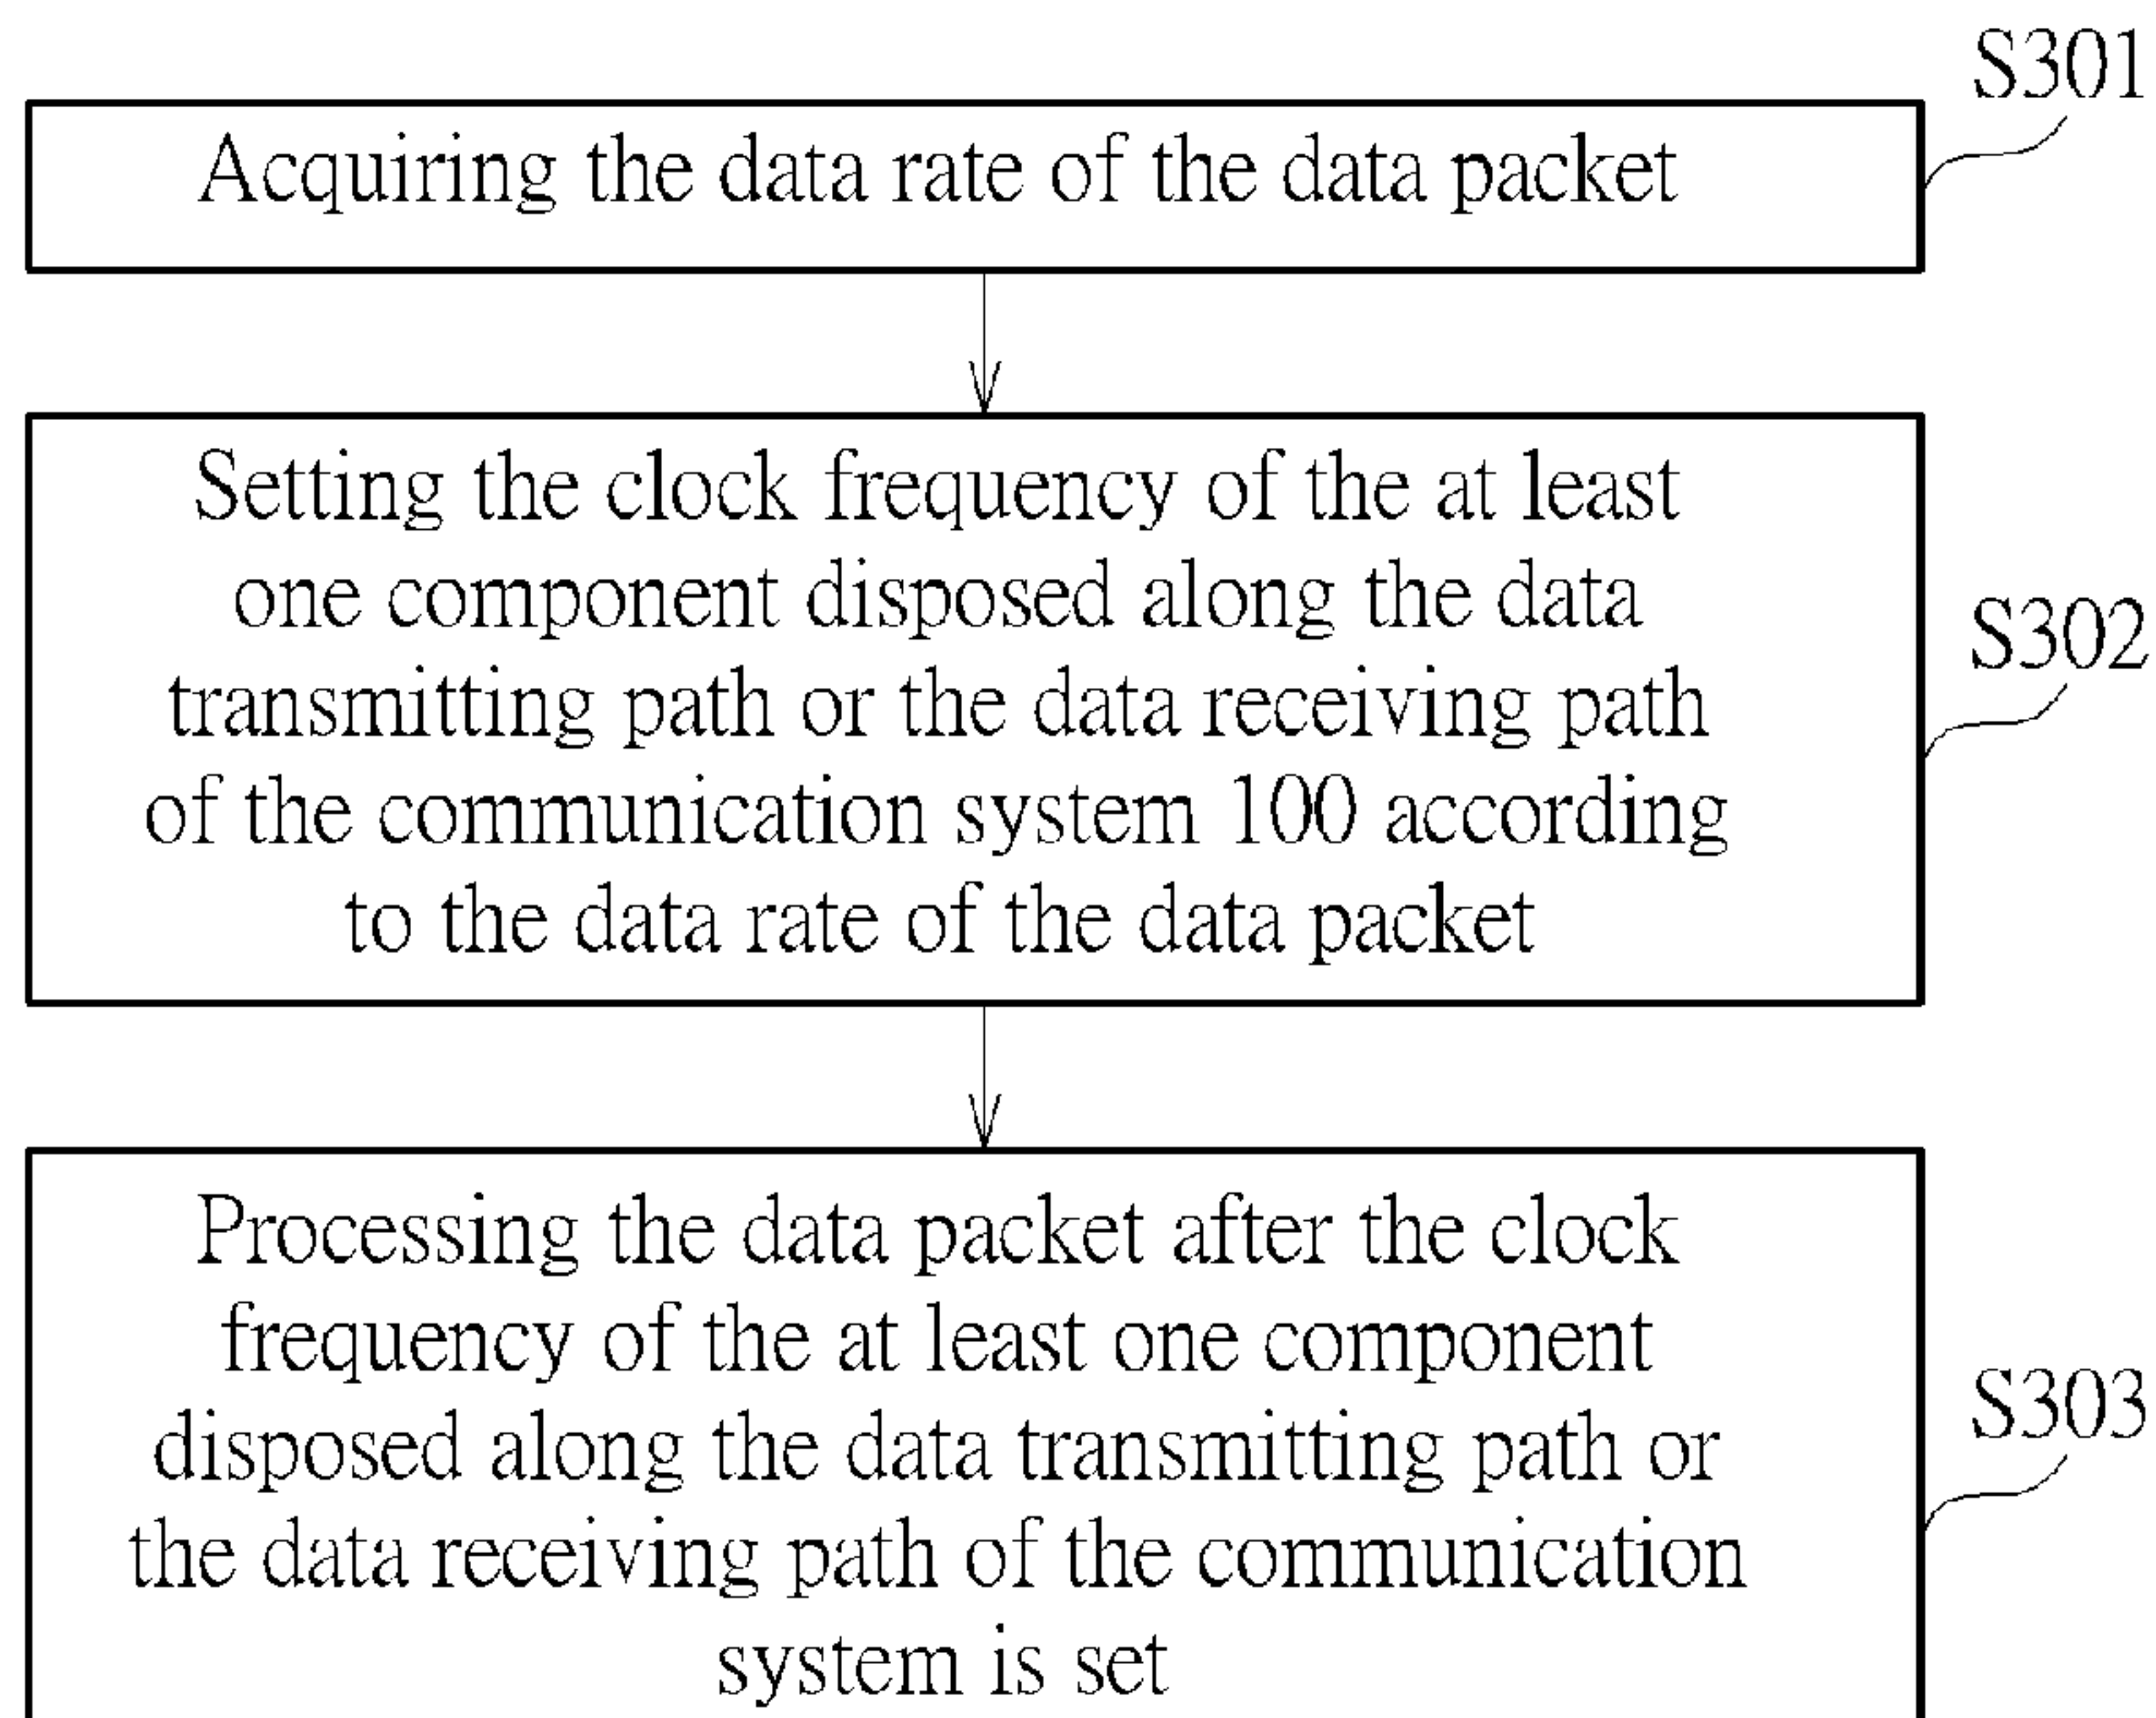 S301
Acquiring the data rate of the data packet
Setting the clock frequency of the at least
one component disposed along the data
transmitting path or the data receiving path
of the communication system 100 according
to the data rate of the data packet
S302
Processing the data packet after the clock
frequency of the at least one component
disposed along the data transmitting path or
the data receiving path of the communication
system is set
S303